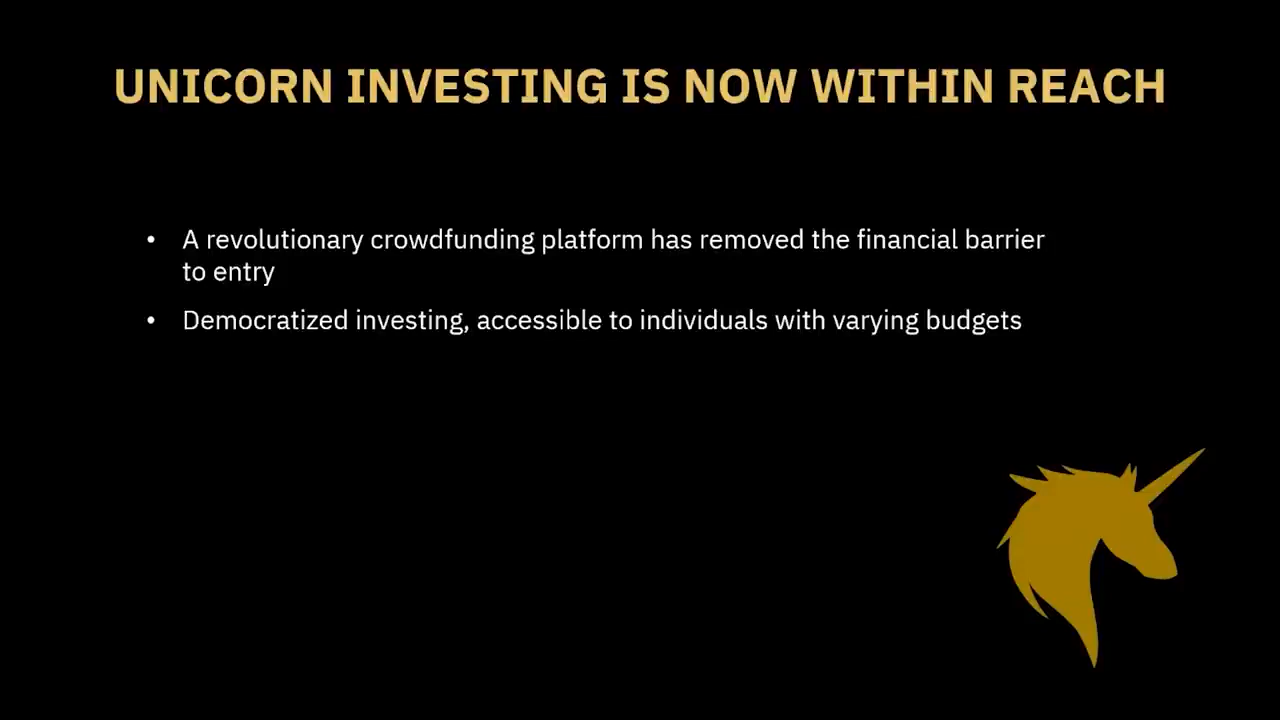 UNICORN INVESTING IS NOW WITHIN REACH
• A revolutionary crowdfunding platform has removed the financial barrier
to entry
• Democratized investing, accessible to individuals with varying budgets